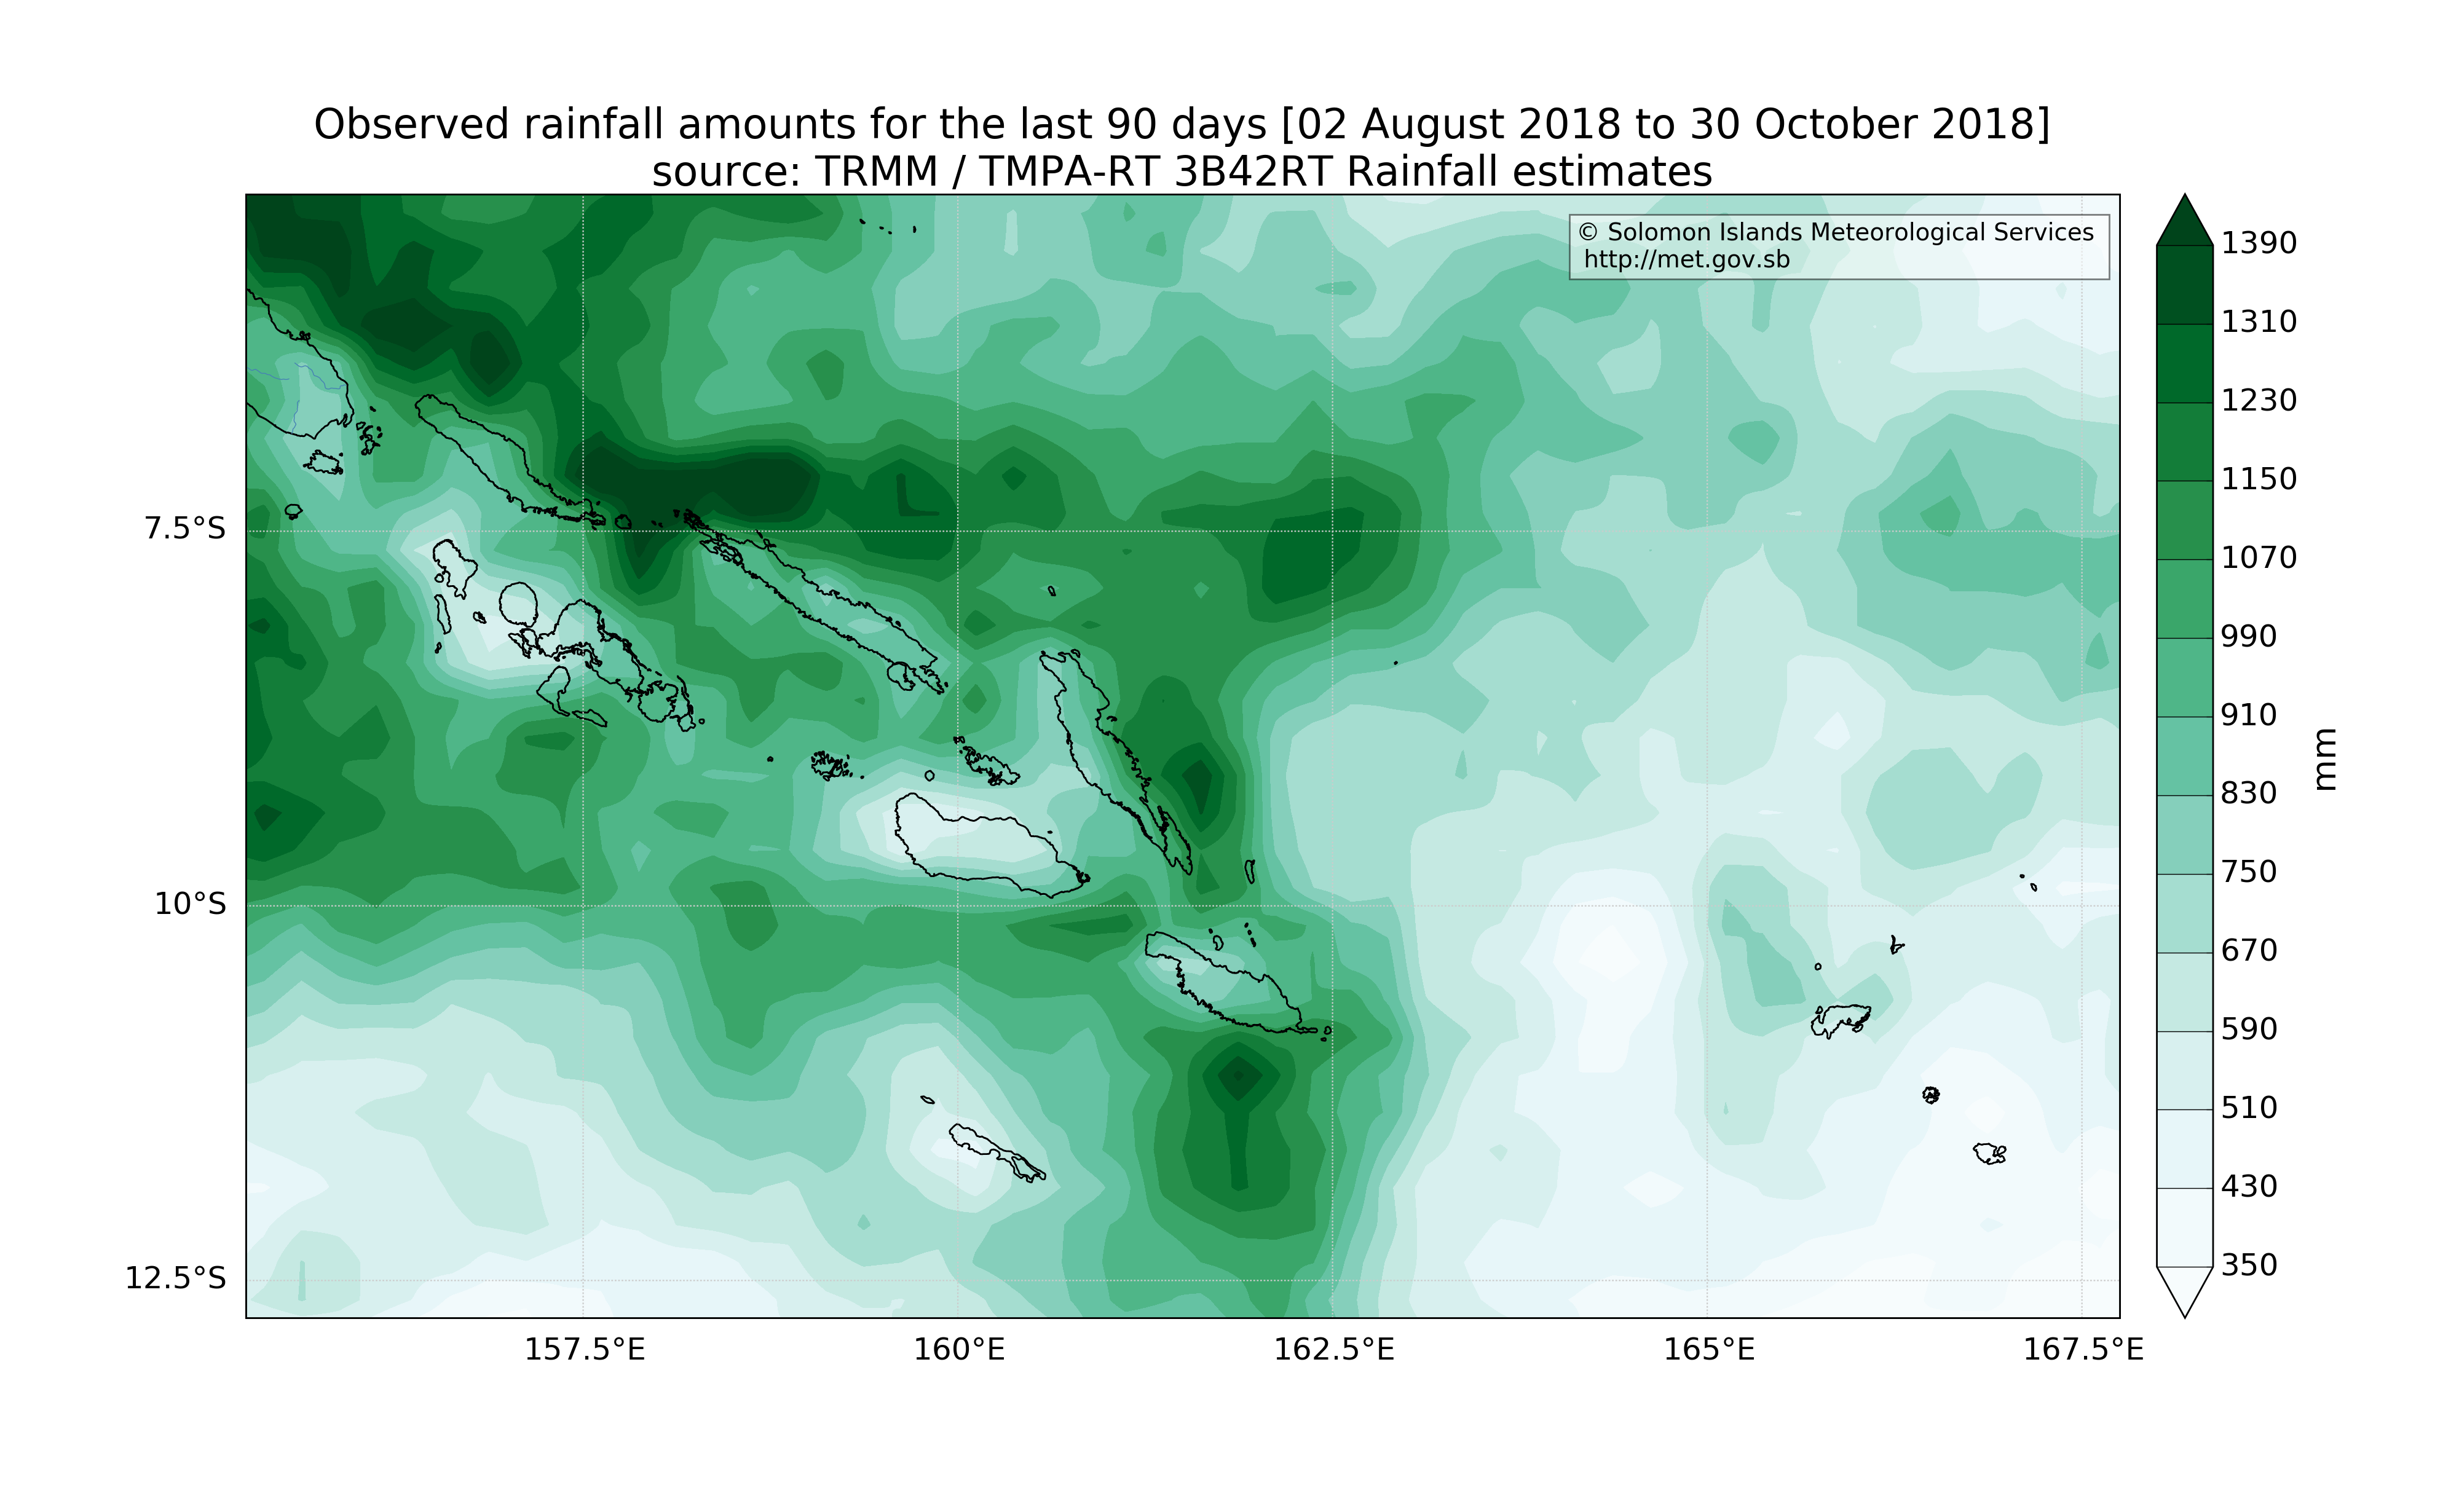 Observed rainfall amounts for the last 90 days [02 August 2018 to 30 October 2018]
source: TRMM / TMPA-RT 3B42RT Rainfall estimates
© Solomon Islands Meteorological Services
http://met.gov.sb
7.5°S
10°S
12.5°S
157.5°E
160°E
162.5°E
165°E
167.5°E
1390
1310
1230
1150
1070
990
910
830
750
670
590
510
430
350
mm